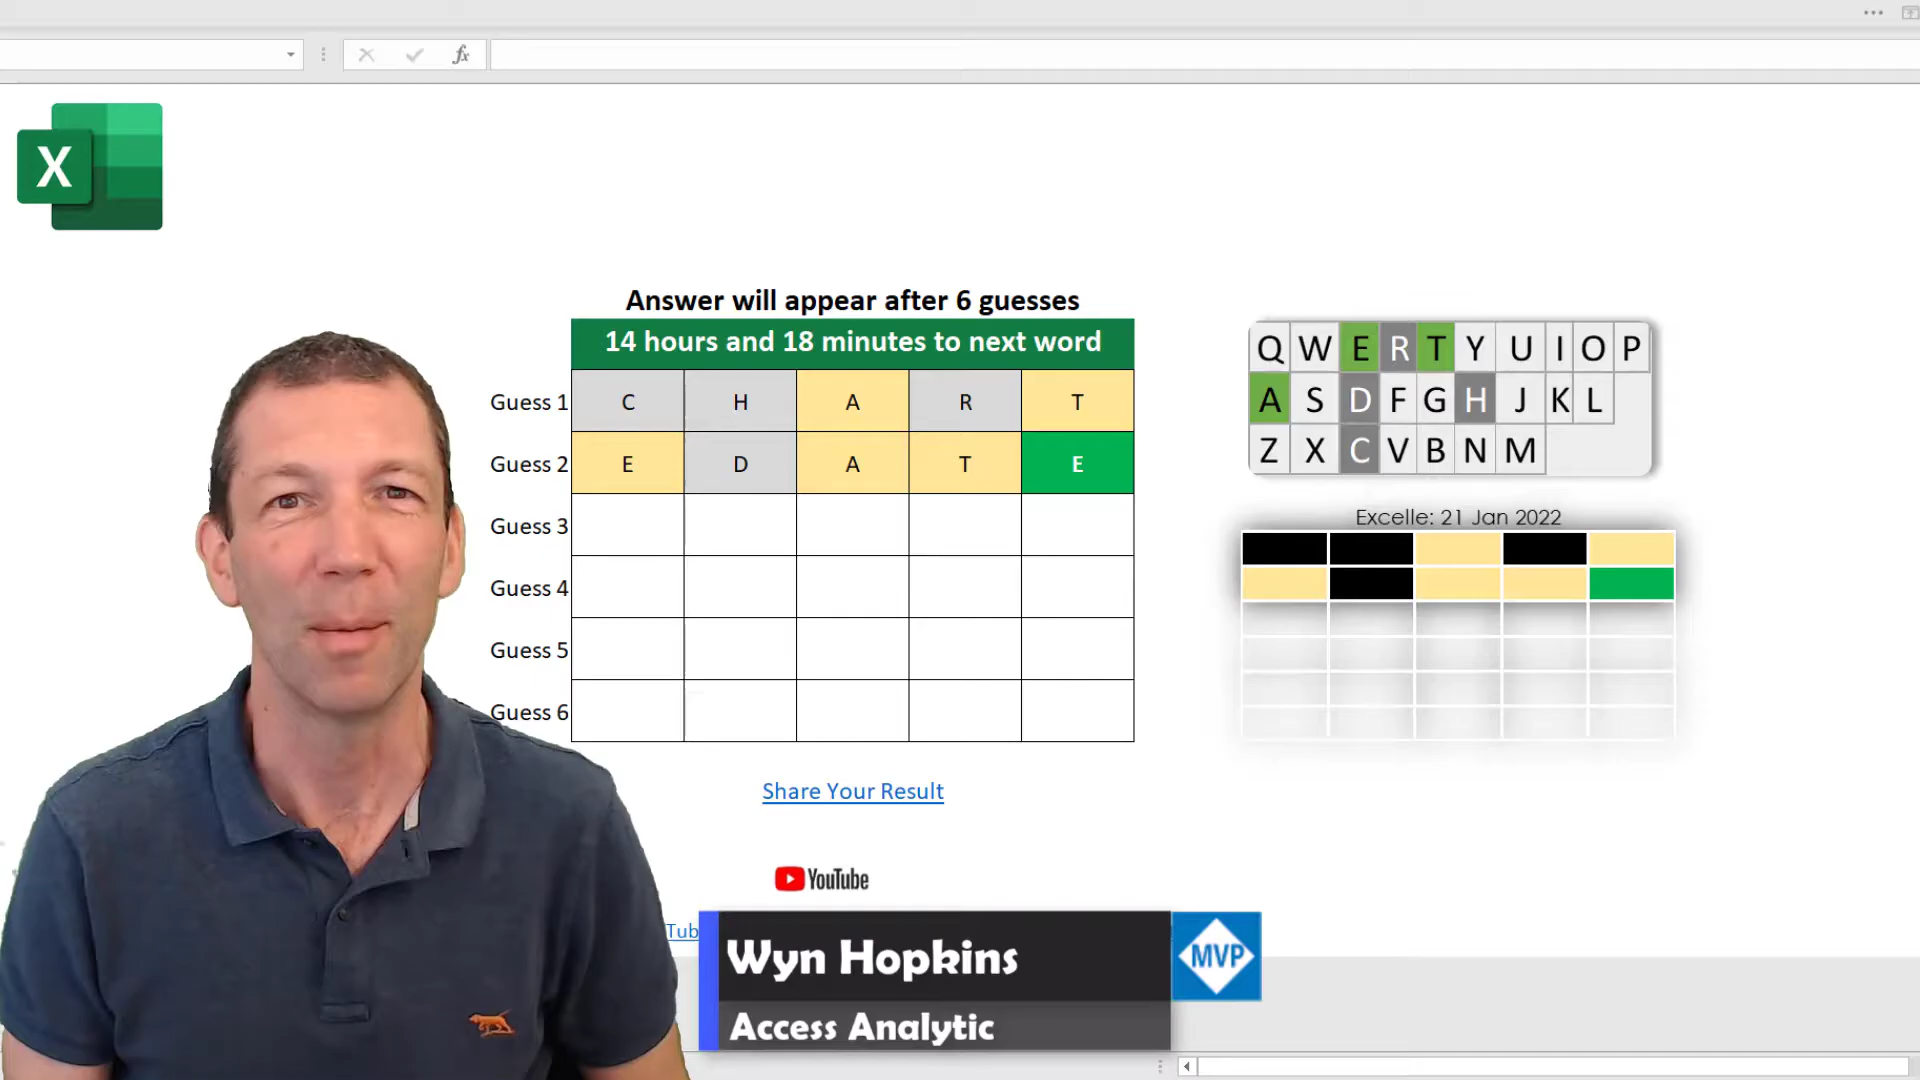 fx
X
Answer will appear after 6 guesses
14 hours and 18 minutes to next word
Guess 1 C H A R T
Guess 2 E D A T E
Guess 3
Guess 4
Guess 5
Guess 6
Q W E R T Y U I O P
A S D F G H J K L
Z X C V B N M
Excelle: 21 Jan 2022
Share Your Result
YouTube
Tub
Wyn Hopkins
Access Analytic
MVP